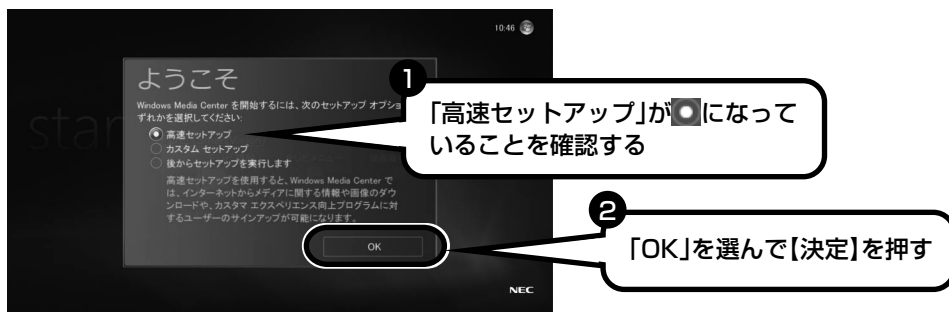 10:46
ようこそ
Windows Media Center を開始するには、次のセットアップ オプショ
ずれかを選択してください:
高速セットアップ
カスタム セットアップ
後からセットアップを実行します
高速セットアップを使用すると、Windows Media Center で
は、インターネットからメディアに関する情報や画像のダウ
ンロードや、カスタマ エクスペリエンス向上プログラムに対
するユーザーのサインアップが可能になります。
OK
NEC
star
1
「高速セットアップ」が になって
いることを確認する
2
「OK」を選んで【決定】を押す